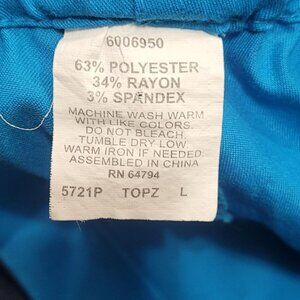 6006950
63% POLYESTER
34% RAYON
3% SPANDEX
MACHINE WASH WARM
WITH LIKE COLORS.
DO NOT BLEACH.
TUMBLE DRY LOW.
WARM IRON IF NEEDED.
ASSEMBLED IN CHINA
RN 64794
5721P TOPZ L